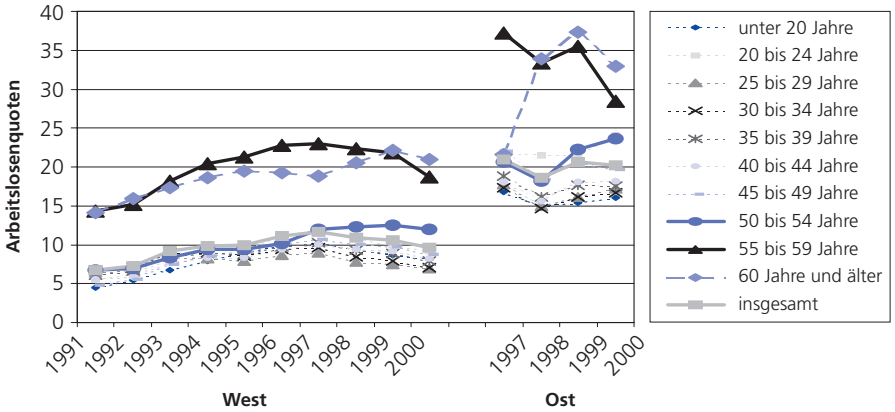 Arbeitslosenquoten
40
35
30
25
20
15
10
5
0
1991
1992
1993
1994
1995
1996
1997
1998
1999
2000
1997
1998
1999
2000
West
Ost
unter 20 Jahre
20 bis 24 Jahre
25 bis 29 Jahre
30 bis 34 Jahre
35 bis 39 Jahre
40 bis 44 Jahre
45 bis 49 Jahre
50 bis 54 Jahre
55 bis 59 Jahre
60 Jahre und älter
insgesamt